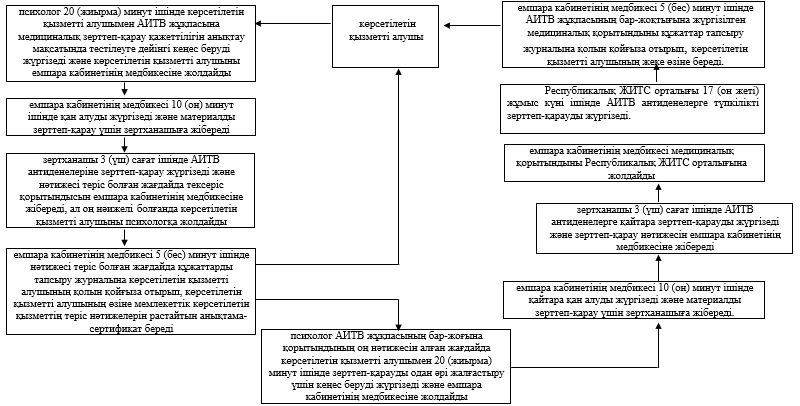 психолог 20 (жиырма) минут ішінде көрсетілетін
қызметті алушымен АИТВ жұқпасына
медициналық зерттеп-қарау қажеттілігін анықтау
мақсатында тестілеуге дейінгі кеңес беруді
жүргізеді және көрсетілетін қызметті алушыны
емшара кабинетінің медбикесіне жолдайды
емшара кабинетінің медбикесі 10 (он) минут
ішінде қан алуды жүргізеді және материалды
зерттеп-қарау үшін зертханашыға жібереді
зертханашы 3 (үш) сағат ішінде АИТВ
антиденелеріне зерттеп-қарау жүргізеді және
нәтижесі теріс болған жағдайда тексеріс
қорытындысын емшара кабинетінің медбикесіне
жібереді, ал оң нәижелі болғанда көрсетілетін
қызметті алушыны психологқа жолдайды
емшара кабинетінің медбикесі 5 (бес) минут ішінде
нәтижесі теріс болған жағдайда құжаттарды
тапсыру журналына көрсетілетін қызметті
алушының қолын қойғыза отырып, көрсетілетін
қызметті алушының өзіне мемлекеттік көрсетілетін
қызметтің теріс нәтижелерін растайтын анықтама-
сертификат береді
көрсетілетін
қызметті алушы
психолог АИТВ жұқпасының бар-жоғына
қорытындының оң нәтижесін алған жағдайда
көрсетілетін қызметті алушымен 20 (жиырма)
минут ішінде зерттеп-қарауды одан әрі жалғастыру
үшін кеңес беруді жүргізеді және емшара
кабинетінің медбикесіне жолдайды
емшара кабинетінің медбикесі 5 (бес) минут ішінде
АИТВ жұқпасының бар-жоқтығына жүргізілген
медициналық қорытындыны құжаттар тапсыру
журналына қолын қойғыза отырып, көрсетілетін
қызметті алушының жеке өзіне береді.
Республикалық ЖИТС орталығы 17 (он жеті)
жұмыс күні ішінде АИТВ антиденелерге түпкілікті
зерттеп-қарауды жүргізеді.
емшара кабинетінің медбикесі медициналық
қорытындыны Республикалық ЖИТС орталығына
жолдайды
зертханашы 3 (үш) сағат ішінде АИТВ
антиденелерге қайтара зерттеп-қарауды жүргізеді
және зерттеп-қарау нәтижесін емшара кабинетінің
медбикесіне жібереді
емшара кабинетінің медбикесі 10 (он) минут ішінде
қайтара қан алуды жүргізеді және материалды
зерттеп-қарау үшін зертханашыға жібереді.